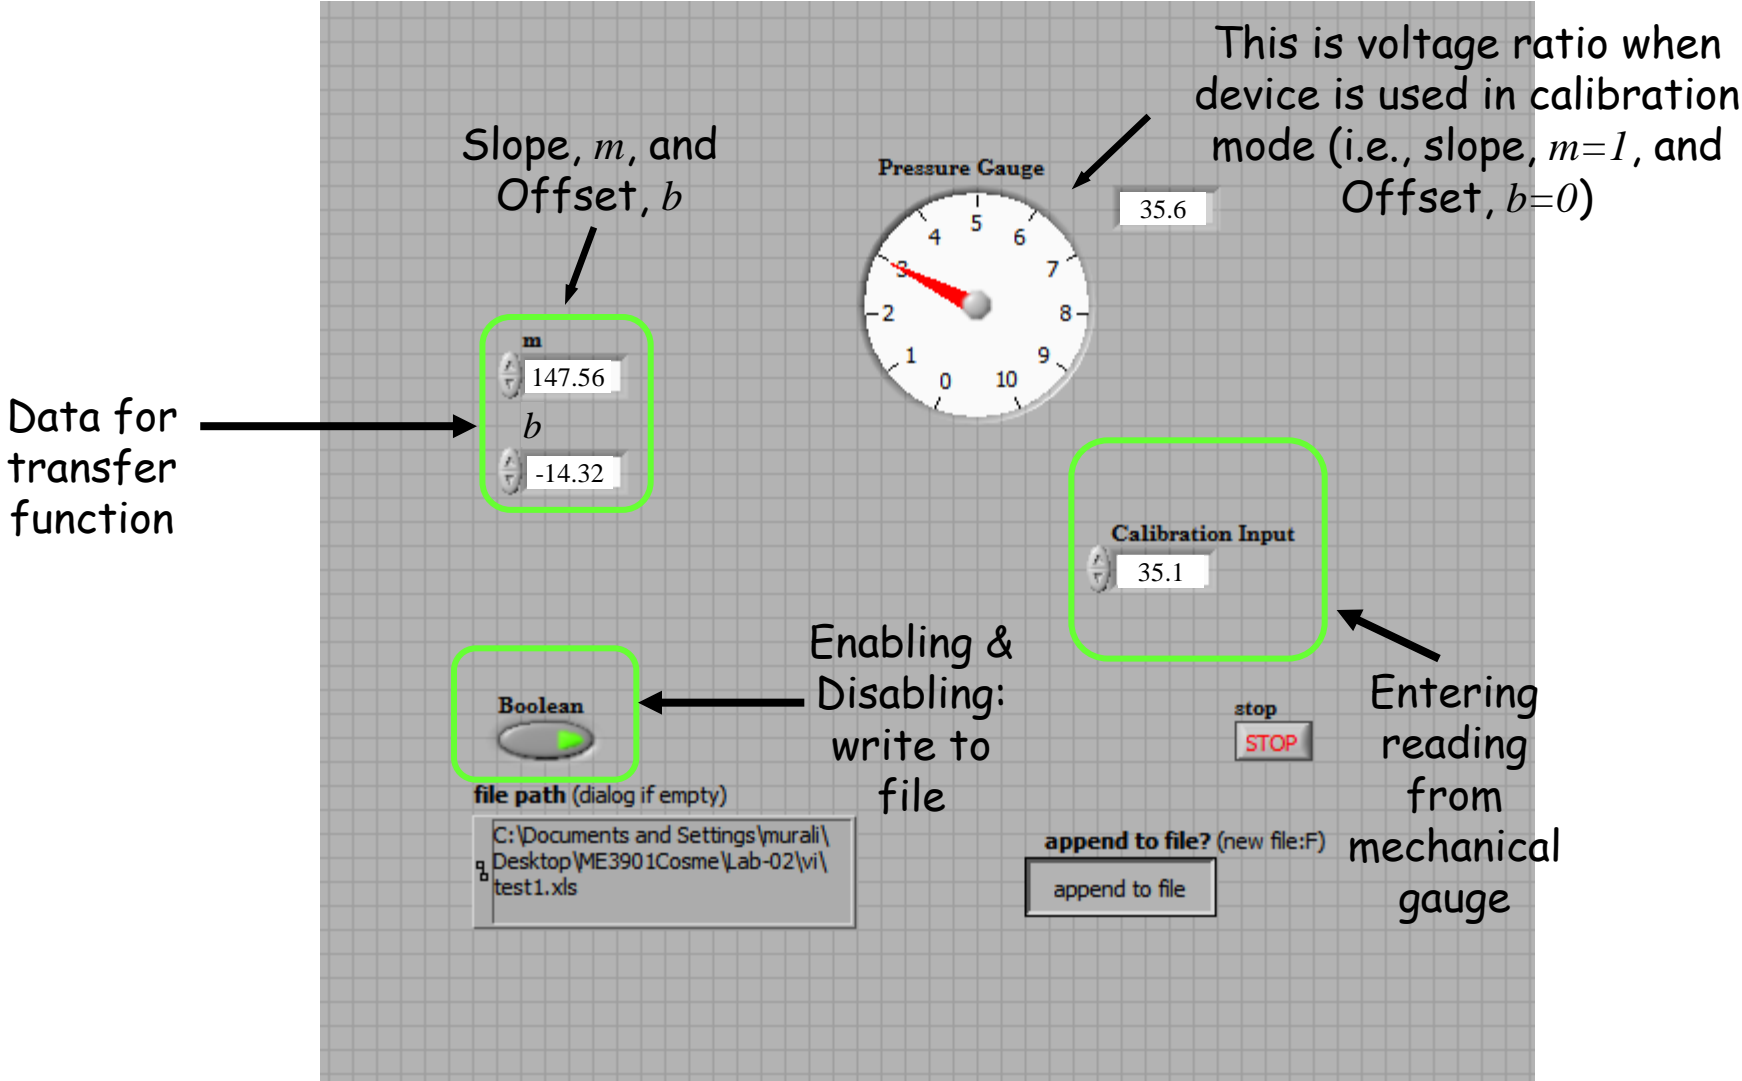 This is voltage ratio when
device is used in calibration
mode (i.e., slope, m=1, and
Offset, b=0)
Slope, m, and
Offset, b
Pressure Gauge
35.6
0
1
2
3
4
5
6
7
8
9
10
m
147.56
b
-14.32
Data for
transfer
function
Calibration Input
35.1
Enabling &
Disabling:
write to
file
Boolean
Entering
reading
from
mechanical
gauge
stop
STOP
file path (dialog if empty)
C:\Documents and Settings\murali\
Desktop\ME3901Cosme\Lab-02\vi\
test1.xls
append to file? (new file:F)
append to file